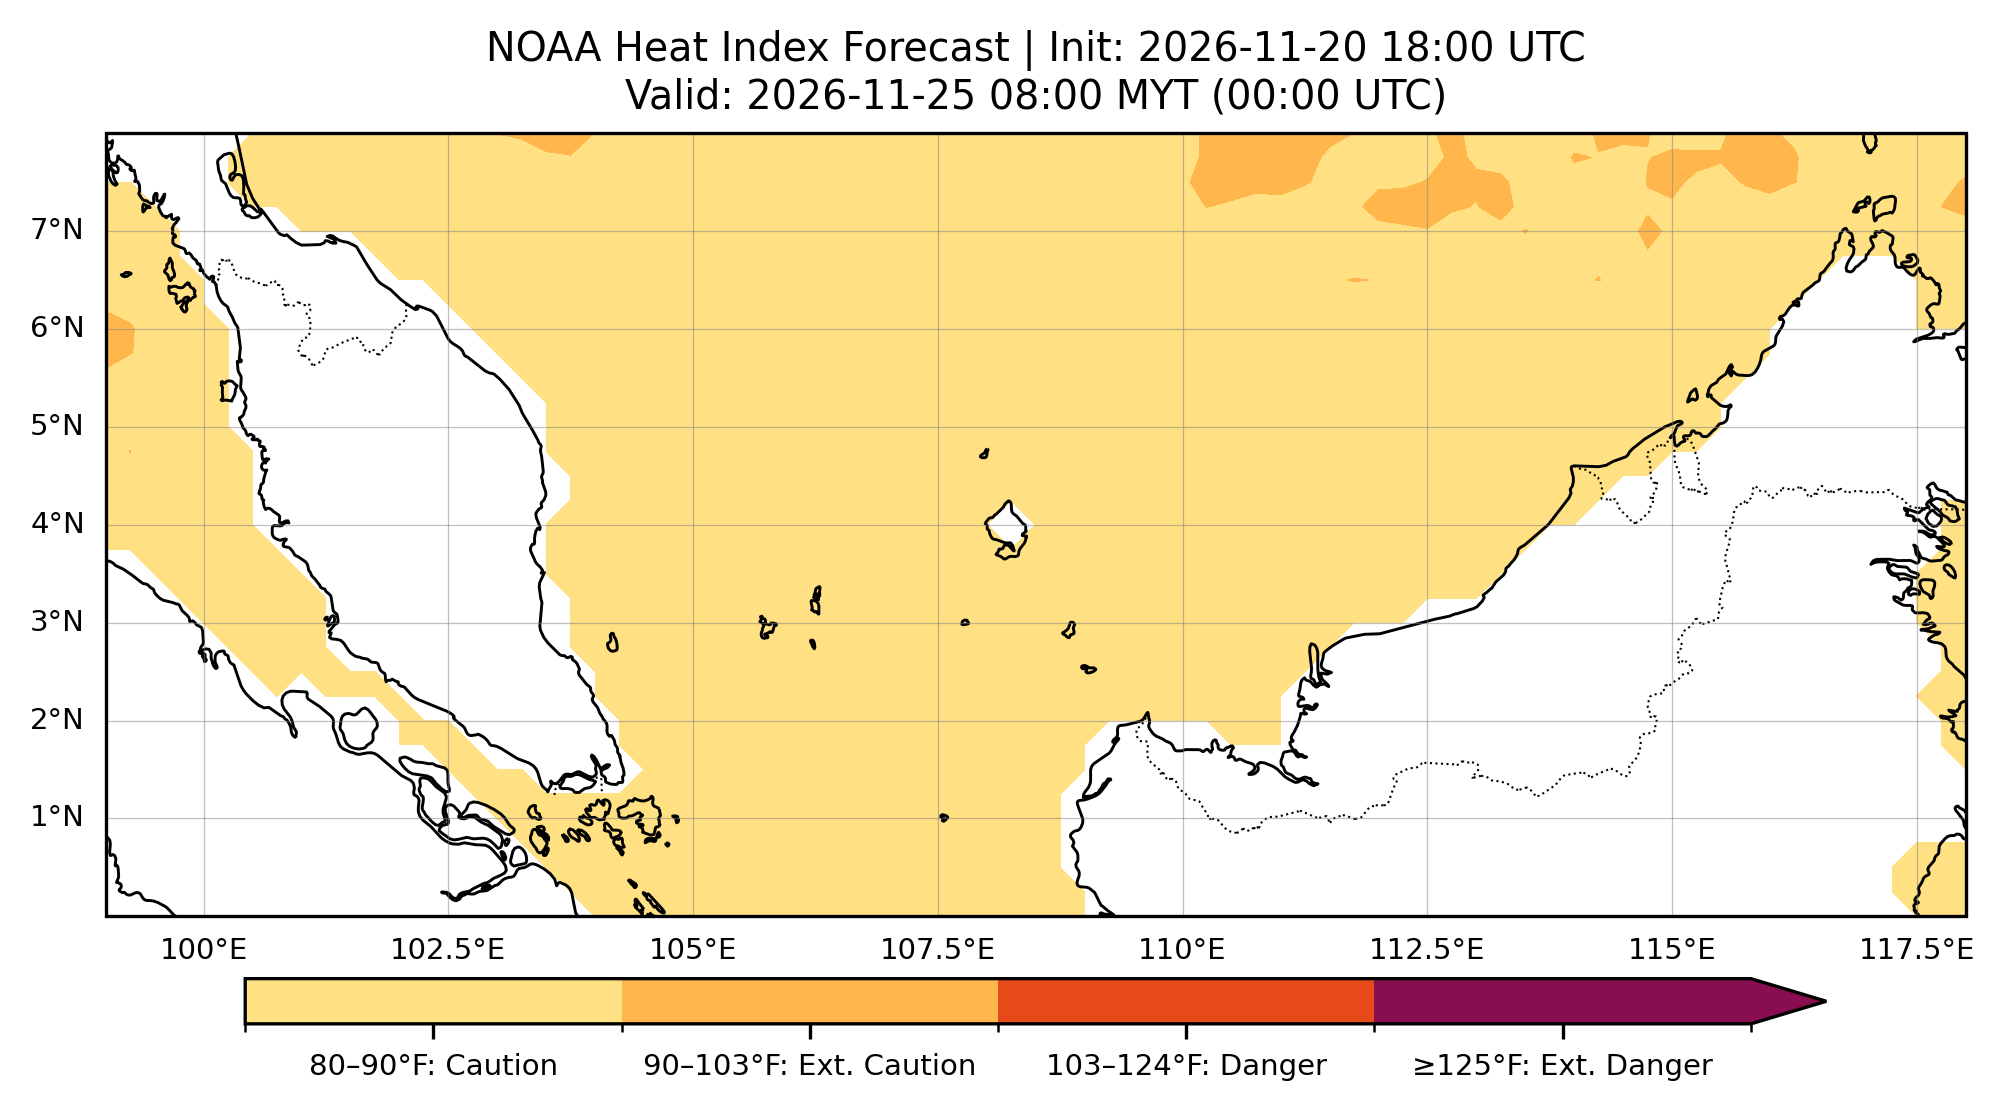 NOAA Heat Index Forecast | Init: 2026-11-20 18:00 UTC
Valid: 2026-11-25 08:00 MYT (00:00 UTC)
7°N
6°N
5°N
4°N
3°N
2°N
1°N
100°E 102.5°E 105°E 107.5°E 110°E 112.5°E 115°E 117.5°E
80–90°F: Caution 90–103°F: Ext. Caution 103–124°F: Danger ≥125°F: Ext. Danger